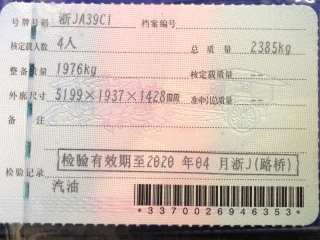 号牌号码 浙JA39C1 档案编号
核定载人数 4人 总质量 2385kg
整备质量 1976kg 核定载质量 --
外廓尺寸 5199×1937×1428mm 准牵引总质量 --
备注
检验有效期至2020 年04 月浙J(路桥)
检验记录
汽油
*3370026946353*